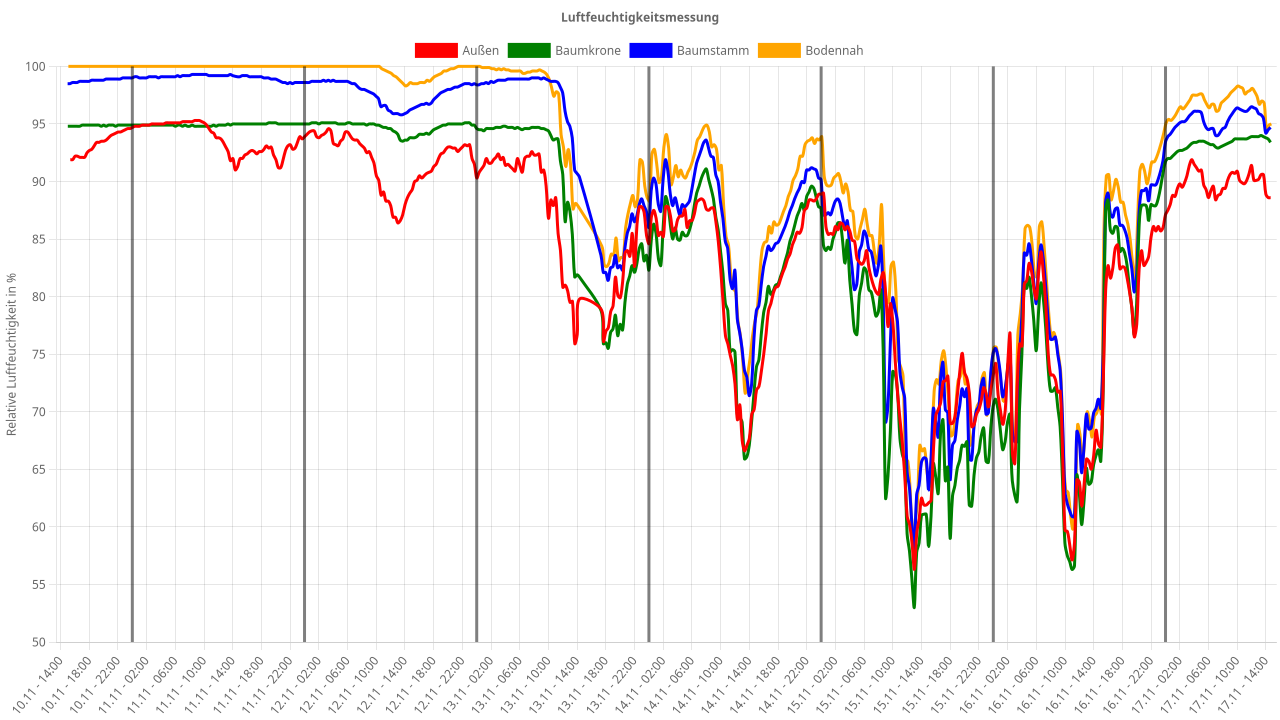 Luftfeuchtigkeitsmessung
Außen Baumkrone Baumstamm Bodennah
Relative Luftfeuchtigkeit in %
100
95
90
85
80
75
70
65
60
55
50
10.11 - 14:00
10.11 - 18:00
10.11 - 22:00
11.11 - 02:00
11.11 - 06:00
11.11 - 10:00
11.11 - 14:00
11.11 - 18:00
11.11 - 22:00
12.11 - 02:00
12.11 - 06:00
12.11 - 10:00
12.11 - 14:00
12.11 - 18:00
12.11 - 22:00
13.11 - 02:00
13.11 - 06:00
13.11 - 10:00
13.11 - 14:00
13.11 - 18:00
13.11 - 22:00
14.11 - 02:00
14.11 - 06:00
14.11 - 10:00
14.11 - 14:00
14.11 - 18:00
14.11 - 22:00
15.11 - 02:00
15.11 - 06:00
15.11 - 10:00
15.11 - 14:00
15.11 - 18:00
15.11 - 22:00
16.11 - 02:00
16.11 - 06:00
16.11 - 10:00
16.11 - 14:00
16.11 - 18:00
16.11 - 22:00
17.11 - 02:00
17.11 - 06:00
17.11 - 10:00
17.11 - 14:00